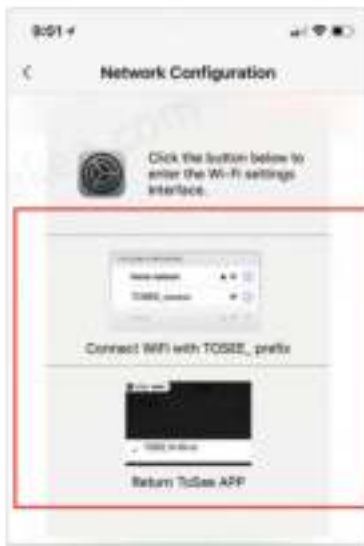 9:51
Network Configuration
Click the button below to
enter the Wi-Fi settings
interface.
Connect WiFi with TOSEE_ prefix
Return ToSee APP